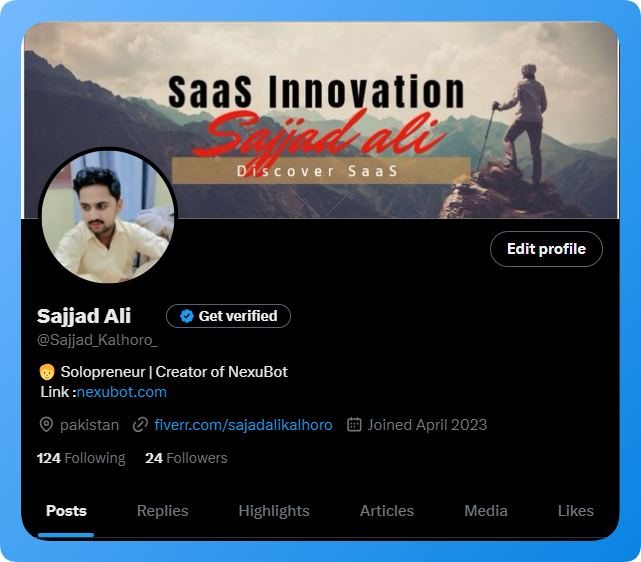 SaaS Innovation
Sajjad ali
Discover SaaS
Edit profile
Sajjad Ali Get verified
@Sajjad_Kalhoro_
Solopreneur | Creator of NexuBot
Link :nexubot.com
pakistan fiverr.com/sajadalikalhoro Joined April 2023
124 Following 24 Followers
Posts Replies Highlights Articles Media Likes